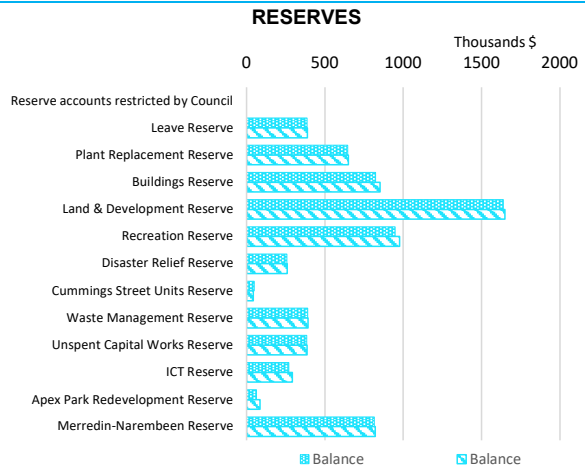 RESERVES
Thousands $
0 500 1000 1500 2000
Reserve accounts restricted by Council
Leave Reserve
Plant Replacement Reserve
Buildings Reserve
Land & Development Reserve
Recreation Reserve
Disaster Relief Reserve
Cummings Street Units Reserve
Waste Management Reserve
Unspent Capital Works Reserve
ICT Reserve
Apex Park Redevelopment Reserve
Merredin-Narembeen Reserve
Balance Balance